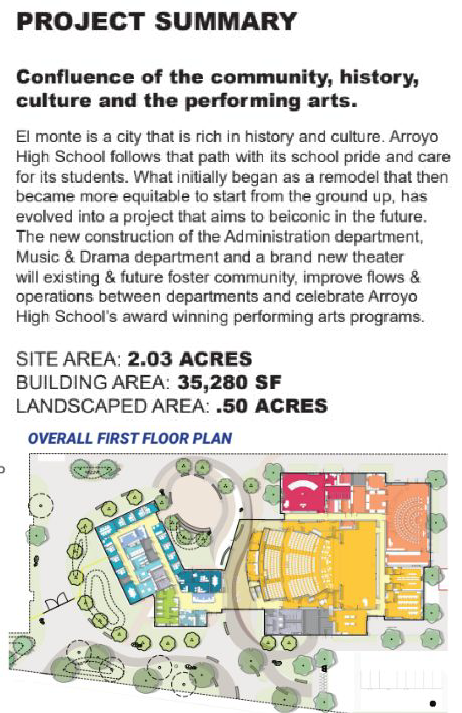 PROJECT SUMMARY
Confluence of the community, history,
culture and the performing arts.
El monte is a city that is rich in history and culture. Arroyo
High School follows that path with its school pride and care
for its students. What initially began as a remodel that then
became more equitable to start from the ground up, has
evolved into a project that aims to beiconic in the future.
The new construction of the Administration department,
Music & Drama department and a brand new theater
will existing & future foster community, improve flows &
operations between departments and celebrate Arroyo
High School's award winning performing arts programs.
SITE AREA: 2.03 ACRES
BUILDING AREA: 35,280 SF
LANDSCAPED AREA: .50 ACRES
OVERALL FIRST FLOOR PLAN